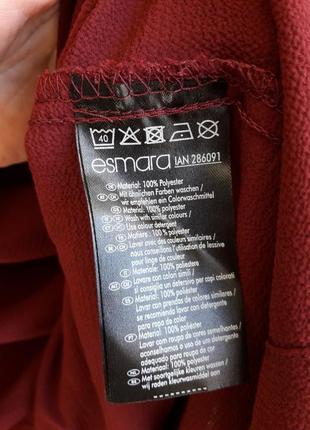 40
esmara IAN 286091
DE Material: 100% Polyester
Mit ähnlichen Farben waschen /
wir empfehlen ein Colorwaschmittel
Material: 100% Polyester
Wash with similar colours /
Use colour detergent
Matière : 100% polyester
Laver avec des couleurs similaires /
nous conseillons l'utilisation de lessive
pour linge de couleur
IT Materiale: 100% poliestere
Lavare con colori simili /
si consiglia un detersivo per capi colorati
Material: 100% poliéster
Lavar con prendas de colores similares /
se recomienda lavar con detergente
para ropa de color
PT Material: 100% poliéster
Lavar com roupa de cores semelhantes /
aconselhamos o uso de um detergente
adequado para roupa de cor
Materiaal: 100% polyester
Met soortgelijke kleuren wassen /
wij raden kleurwasmiddel aan